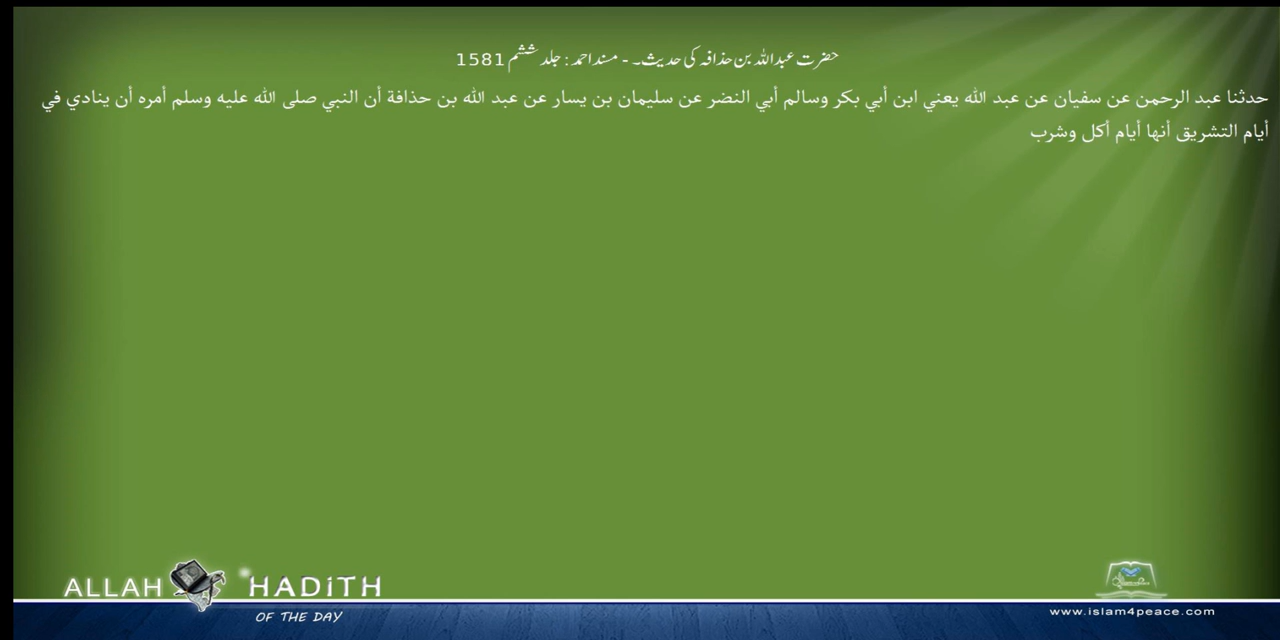 حضرت عبداللہ بن حذافہ کی حدیث۔ - مسند احمد : جلد ششم 1581
حدثنا عبد الرحمن عن سفيان عن عبد الله يعني ابن أبي بكر وسالم أبي النضر عن سليمان بن يسار عن عبد الله بن حذافة أن النبي صلى الله عليه وسلم أمره أن ينادي في
أيام التشريق أنها أيام أكل وشرب
ALLAH HADITH
OF THE DAY
www.islam4peace.com